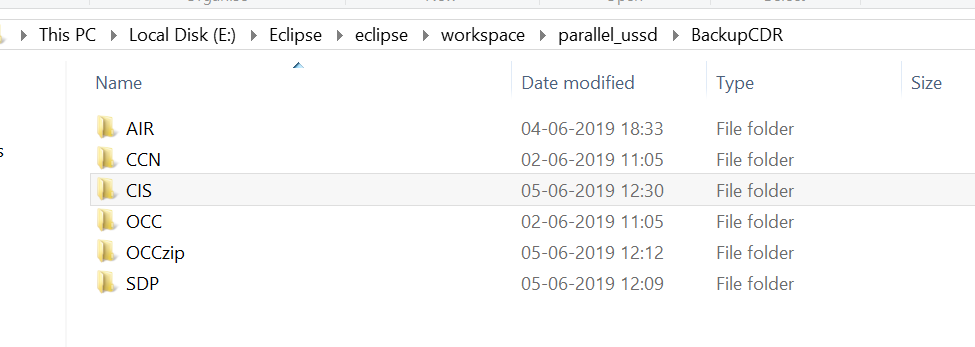 This PC Local Disk (E:) Eclipse eclipse workspace parallel_ussd BackupCDR
Name Date modified Type Size
AIR 04-06-2019 18:33 File folder
CCN 02-06-2019 11:05 File folder
CIS 05-06-2019 12:30 File folder
OCC 02-06-2019 11:05 File folder
OCCzip 05-06-2019 12:12 File folder
SDP 05-06-2019 12:09 File folder